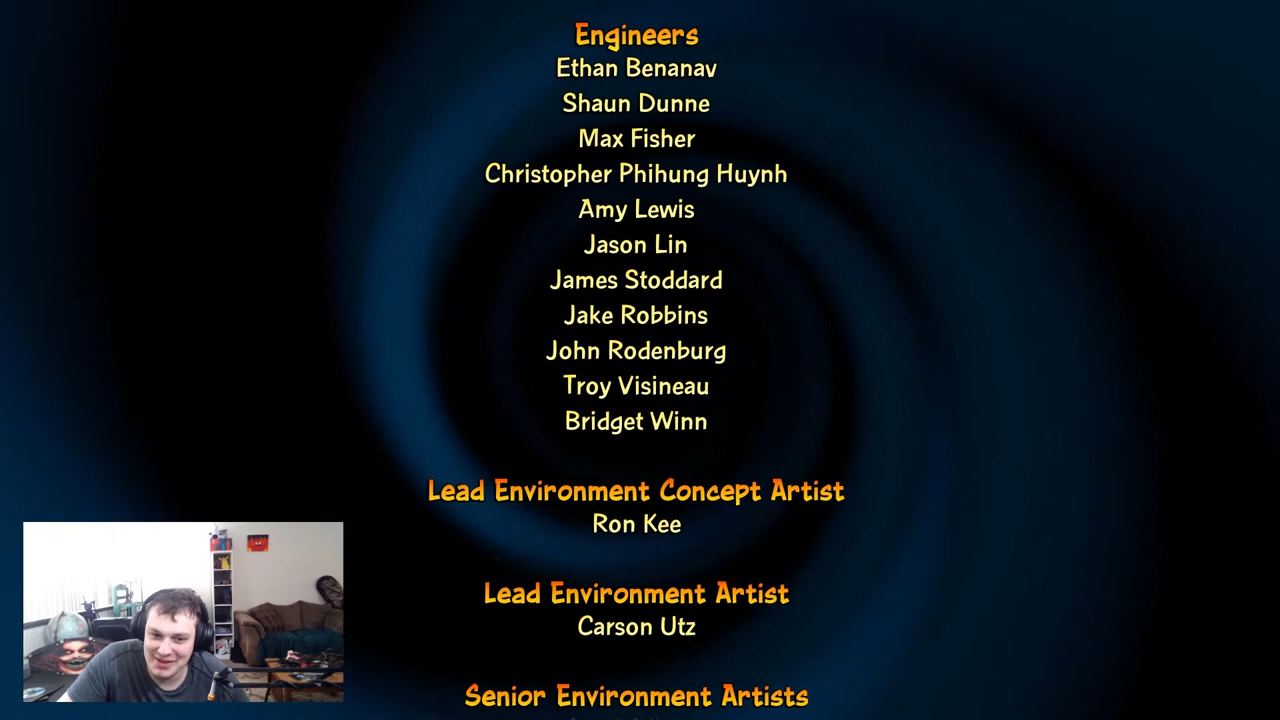 Engineers
Ethan Benanav
Shaun Dunne
Max Fisher
Christopher Phihung Huynh
Amy Lewis
Jason Lin
James Stoddard
Jake Robbins
John Rodenburg
Troy Visineau
Bridget Winn
Lead Environment Concept Artist
Ron Kee
Lead Environment Artist
Carson Utz
Senior Environment Artists